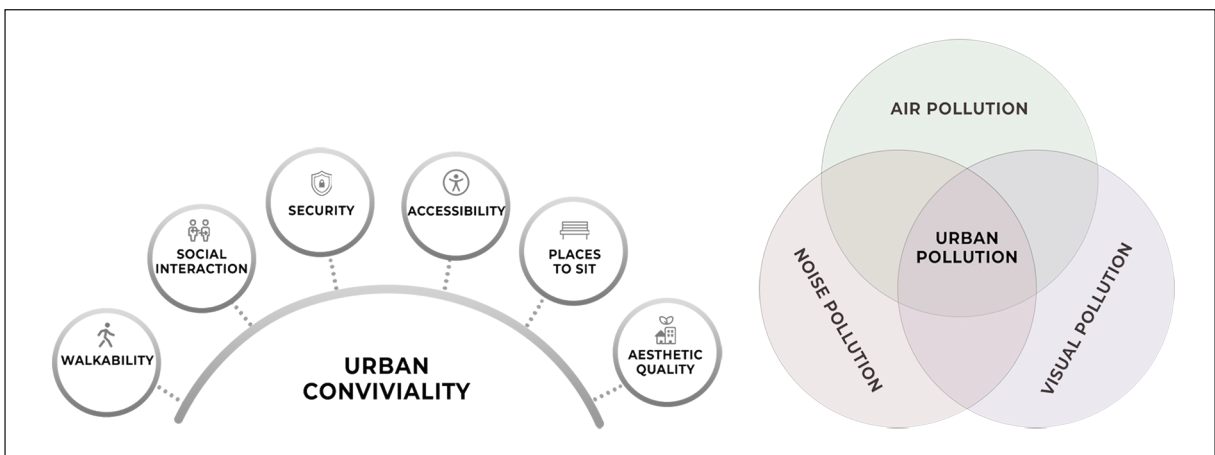 WALKABILITY
SOCIAL
INTERACTION
SECURITY
ACCESSIBILITY
PLACES
TO SIT
AESTHETIC
QUALITY
URBAN
CONVIVIALITY
AIR POLLUTION
NOISE POLLUTION
URBAN
POLLUTION
VISUAL POLLUTION